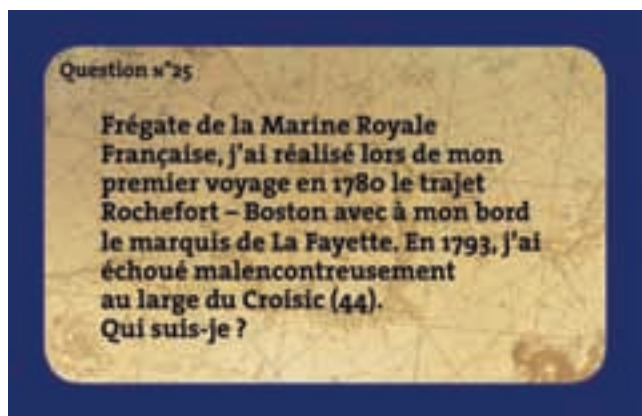 Question N°25
Frégate de la Marine Royale
Française, j'ai réalisé lors de mon
premier voyage en 1780 le trajet
Rochefort – Boston avec à mon bord
le marquis de La Fayette. En 1793, j'ai
échoué malencontreusement
au large du Croisic (44).
Qui suis-je ?